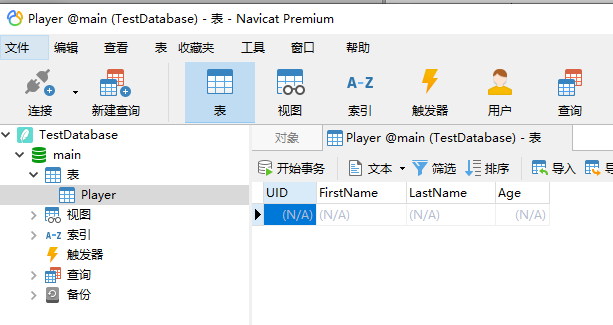 Player @main (TestDatabase) - 表 - Navicat Premium
文件 编辑 查看 表 收藏夹 工具 窗口 帮助
连接 新建查询 表 视图 索引 触发器 用户 查询
TestDatabase
main
表
Player
视图
索引
触发器
查询
备份
对象 Player @main (TestDatabase) - 表
开始事务 文本 筛选 排序 导入
UID FirstName LastName Age
(N/A) (N/A) (N/A) (N/A)